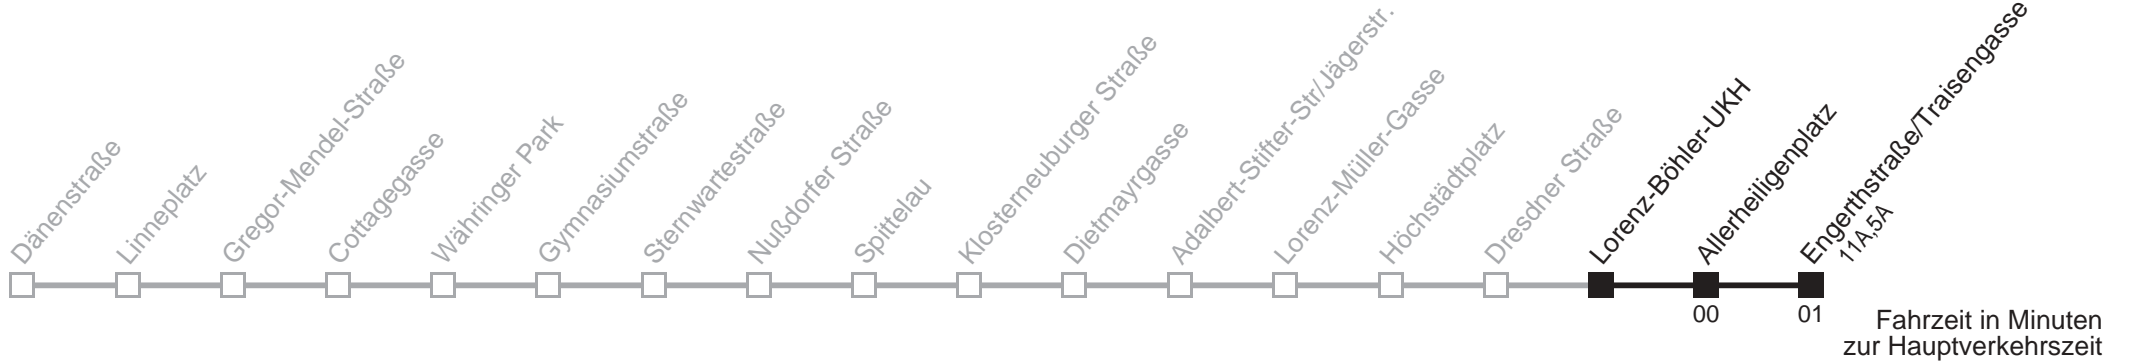 Dänenstraße
Linneplatz
Gregor-Mendel-Straße
Cottagegasse
Währinger Park
Gymnasiumstraße
Sternwartestraße
Nußdorfer Straße
Spittelau
Klosterneuburger Straße
Dietmayrgasse
Adalbert-Stifter-Str/Jägerstr.
Lorenz-Müller-Gasse
Höchstädtplatz
Dresdner Straße
Lorenz-Böhler-UKH
Allerheiligenplatz
Engerthstraße/Traisengasse
11A,5A
00
01
Fahrzeit in Minuten
zur Hauptverkehrszeit